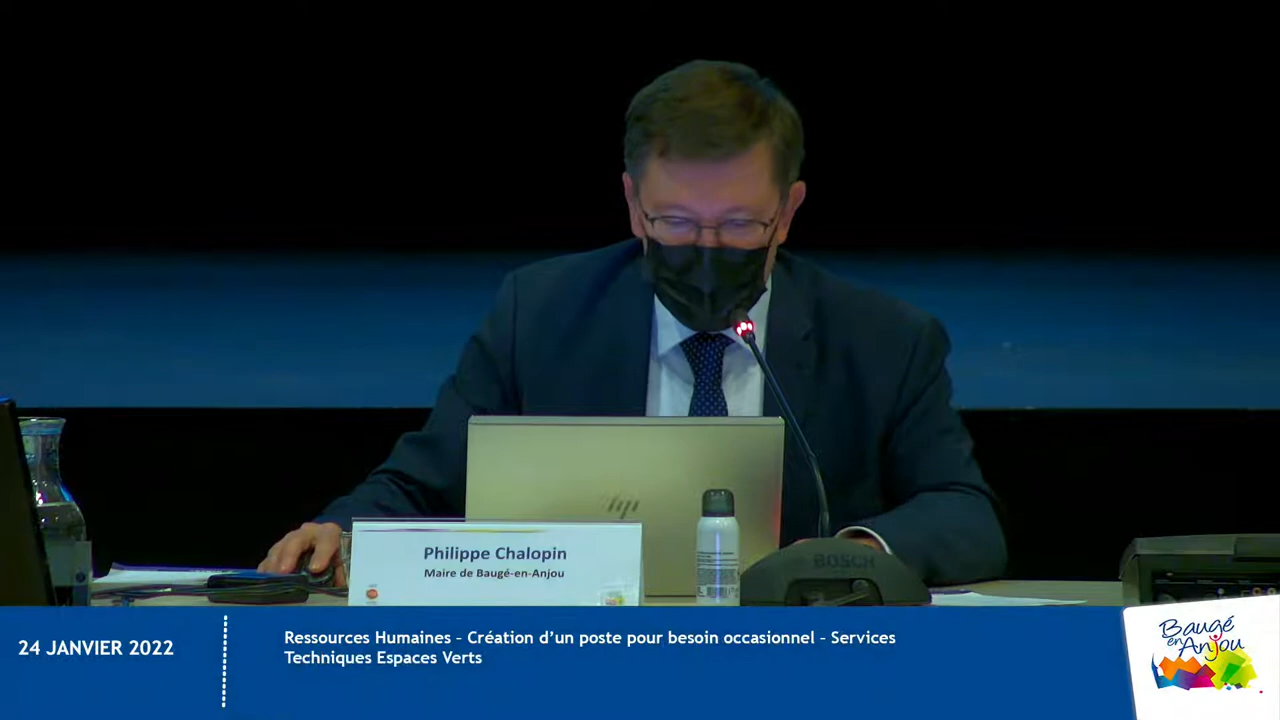 hp
BOSCH
Philippe Chalopin
Maire de Baugé-en-Anjou
24 JANVIER 2022
Ressources Humaines – Création d'un poste pour besoin occasionnel – Services
Techniques Espaces Verts
Baugé
en
Anjou